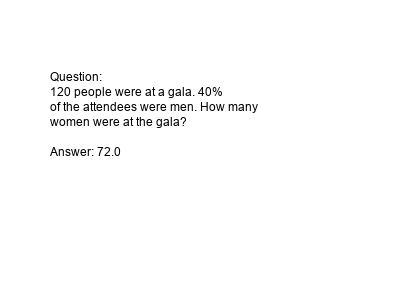 Question:
120 people were at a gala. 40%
of the attendees were men. How many
women were at the gala?
Answer: 72.0